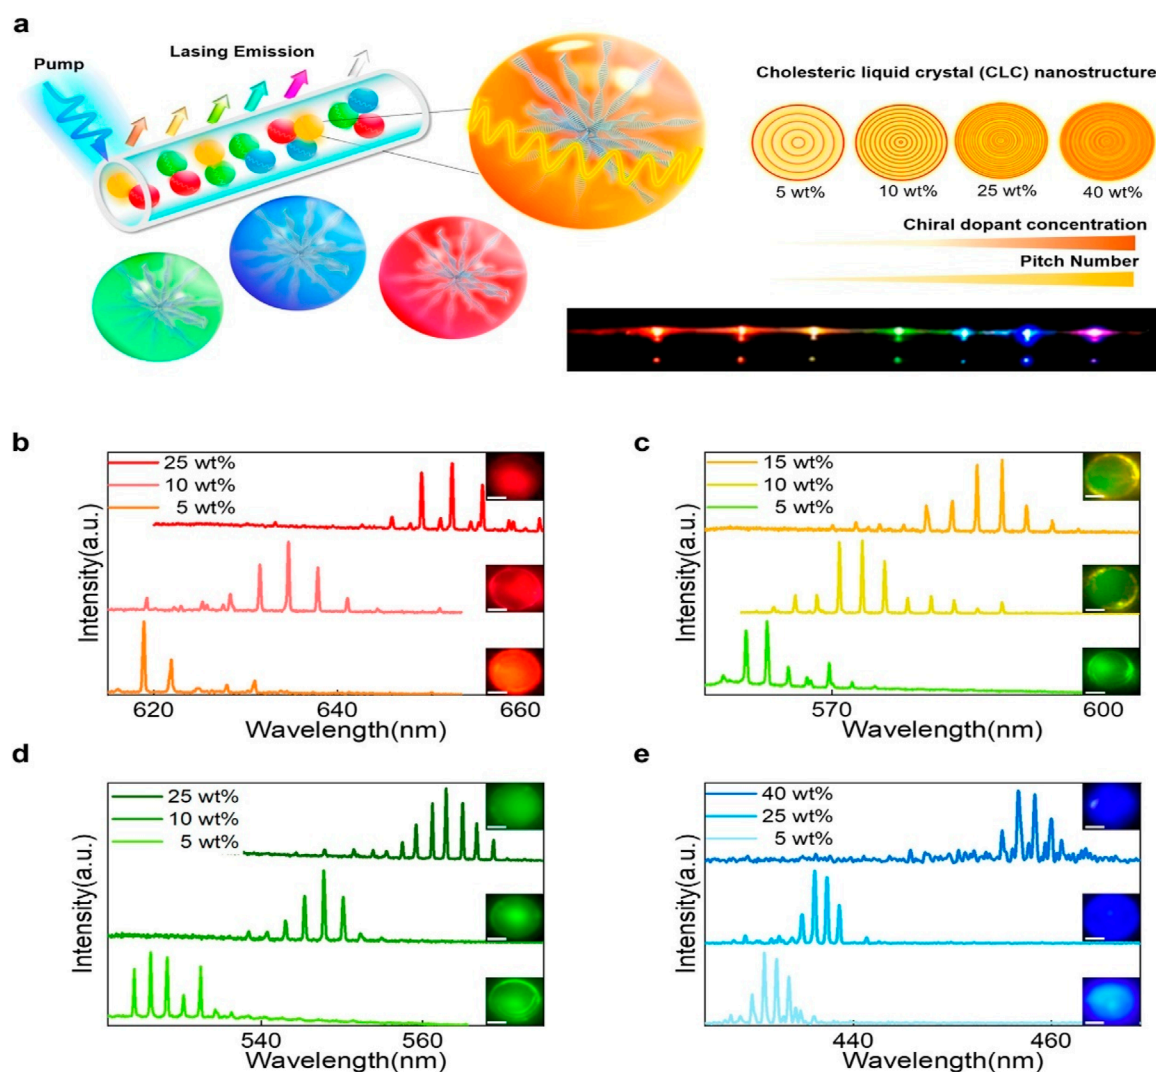 a
Pump
Lasing Emission
Cholesteric liquid crystal (CLC) nanostructure
5 wt%
10 wt%
25 wt%
40 wt%
Chiral dopant concentration
Pitch Number
b
25 wt%
10 wt%
5 wt%
Intensity(a.u.)
620
640
660
Wavelength(nm)
c
15 wt%
10 wt%
5 wt%
Intensity(a.u.)
570
600
Wavelength(nm)
d
25 wt%
10 wt%
5 wt%
Intensity(a.u.)
540
560
Wavelength(nm)
e
40 wt%
25 wt%
5 wt%
Intensity(a.u.)
440
460
Wavelength(nm)